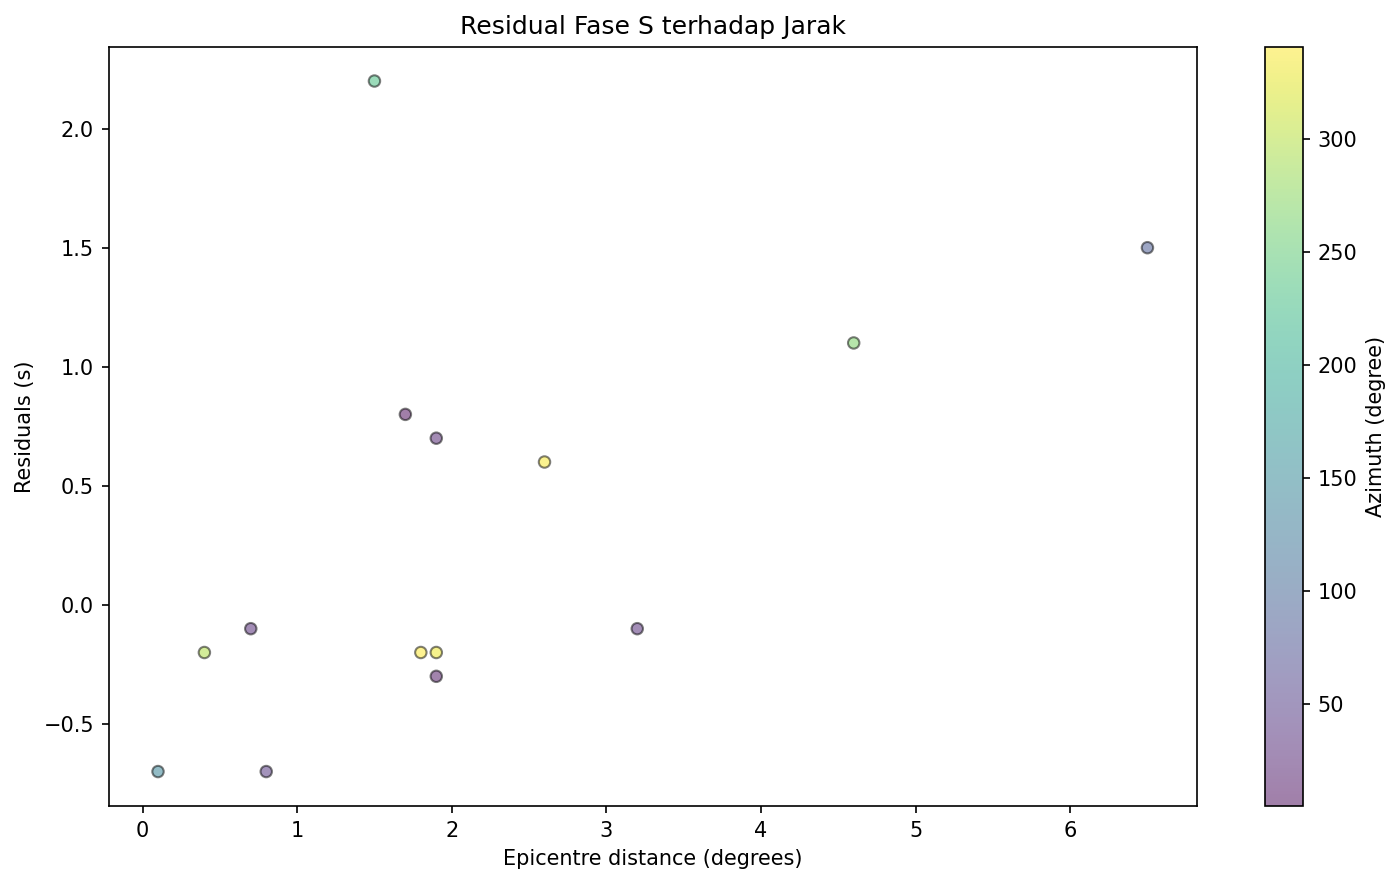 Residual Fase S terhadap Jarak
Residuals (s)
2.0
1.5
1.0
0.5
0.0
−0.5
0 1 2 3 4 5 6
Epicentre distance (degrees)
300
250
200
150
100
50
Azimuth (degree)